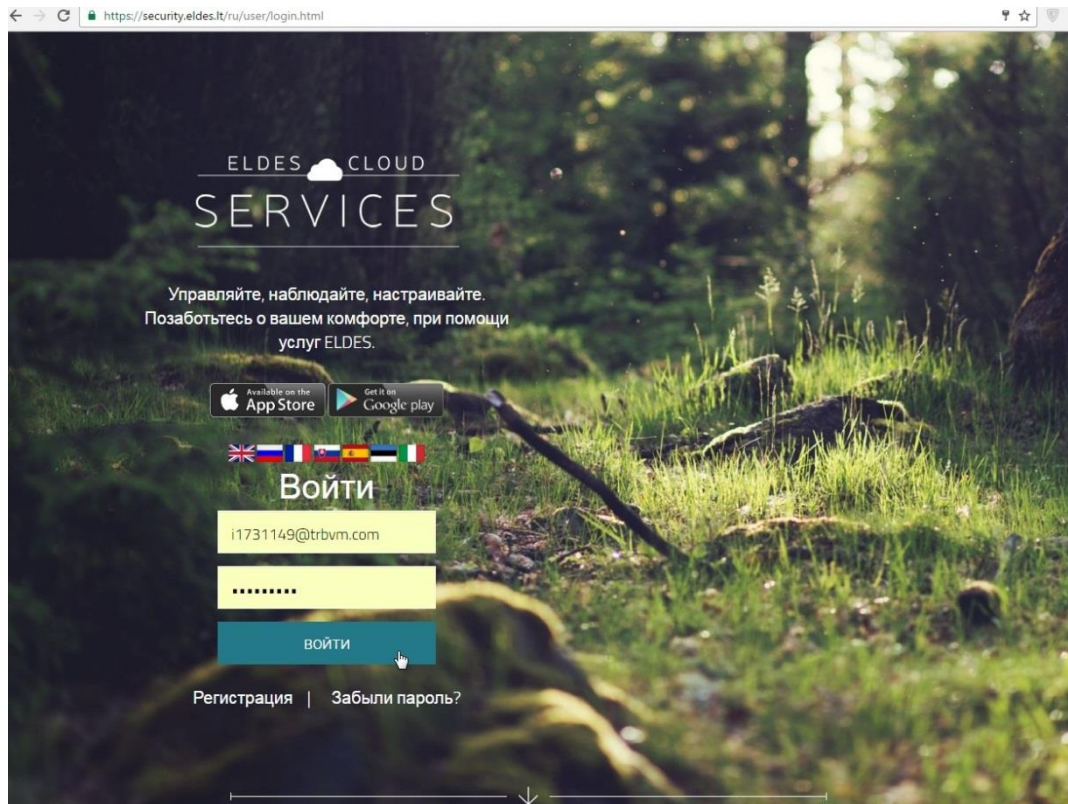 https://security.eldes.lt/ru/user/login.html
ELDES CLOUD
SERVICES
Управляйте, наблюдайте, настраивайте.
Позаботьтесь о вашем комфорте, при помощи
услуг ELDES.
Available on the
App Store
Get it on
Google play
Войти
i1731149@trbvm.com
войти
Регистрация | Забыли пароль?